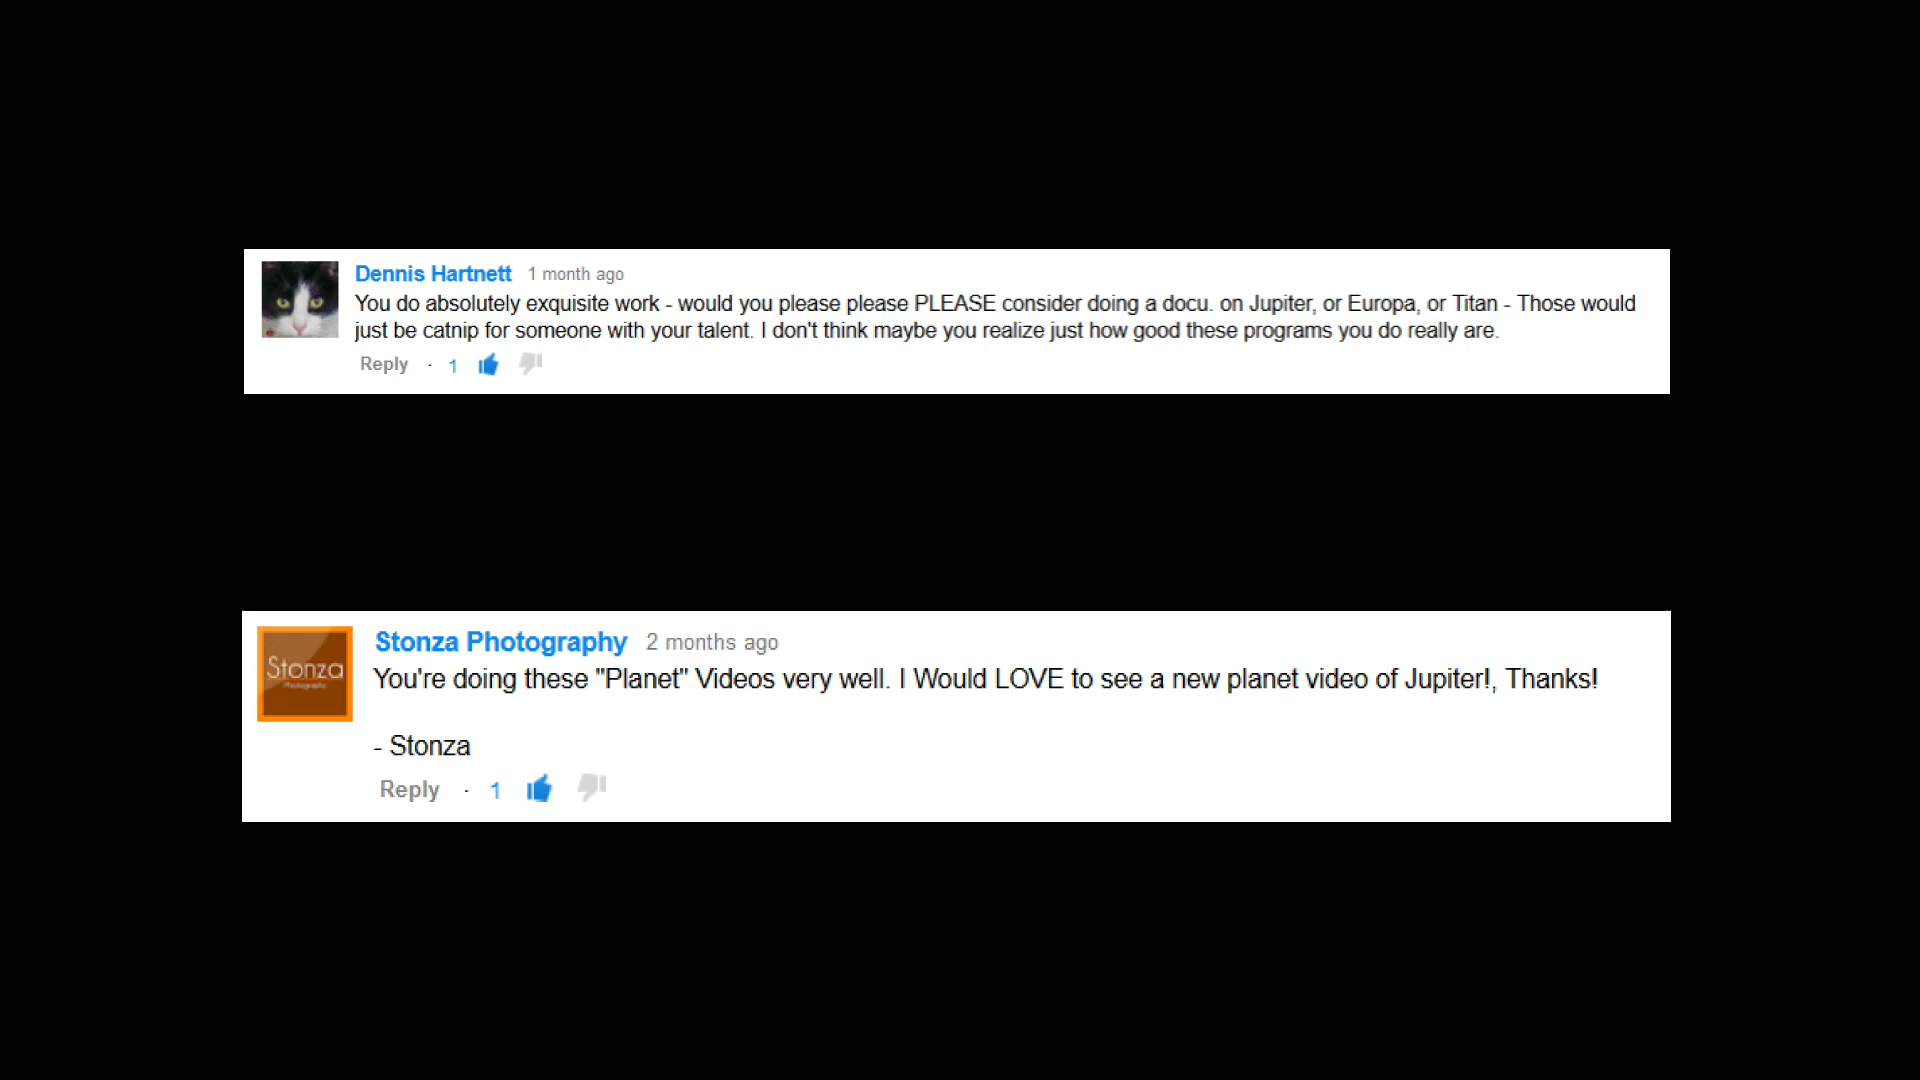 Dennis Hartnett 1 month ago
You do absolutely exquisite work - would you please please PLEASE consider doing a docu. on Jupiter, or Europa, or Titan - Those would
just be catnip for someone with your talent. I don't think maybe you realize just how good these programs you do really are.
Reply · 1
Stonza
Photography
Stonza Photography 2 months ago
You're doing these "Planet" Videos very well. I Would LOVE to see a new planet video of Jupiter!, Thanks!
- Stonza
Reply · 1